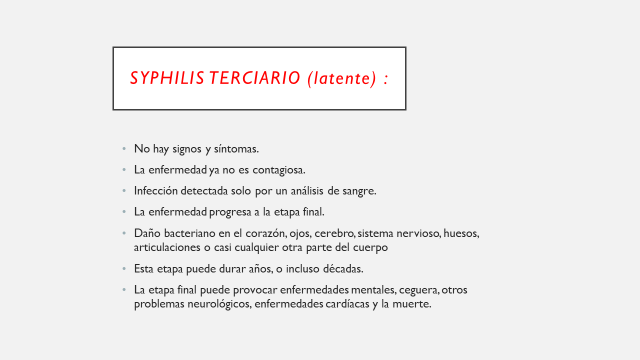 SYPHILIS TERCIARIO (latente) :
• No hay signos y síntomas.
• La enfermedad ya no es contagiosa.
• Infección detectada solo por un análisis de sangre.
• La enfermedad progresa a la etapa final.
• Daño bacteriano en el corazón, ojos, cerebro, sistema nervioso, huesos,
articulaciones o casi cualquier otra parte del cuerpo
• Esta etapa puede durar años, o incluso décadas.
• La etapa final puede provocar enfermedades mentales, ceguera, otros
problemas neurológicos, enfermedades cardíacas y la muerte.